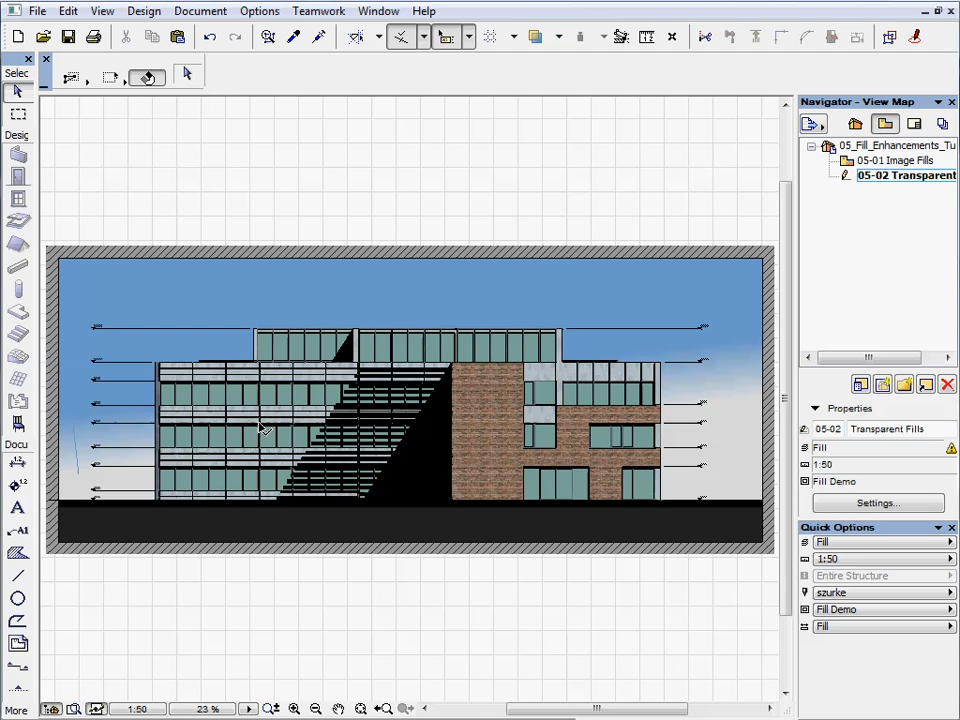 File Edit View Design Document Options Teamwork Window Help
Selec
Desig
Docu
More
A1
1:50
23 %
Navigator - View Map
05_Fill_Enhancements_Tu
05-01 Image Fills
05-02 Transparent
Properties
05-02 Transparent Fills
Fill
1:50
Fill Demo
Settings...
Quick Options
Fill
1:50
Entire Structure
szurke
Fill Demo
Fill